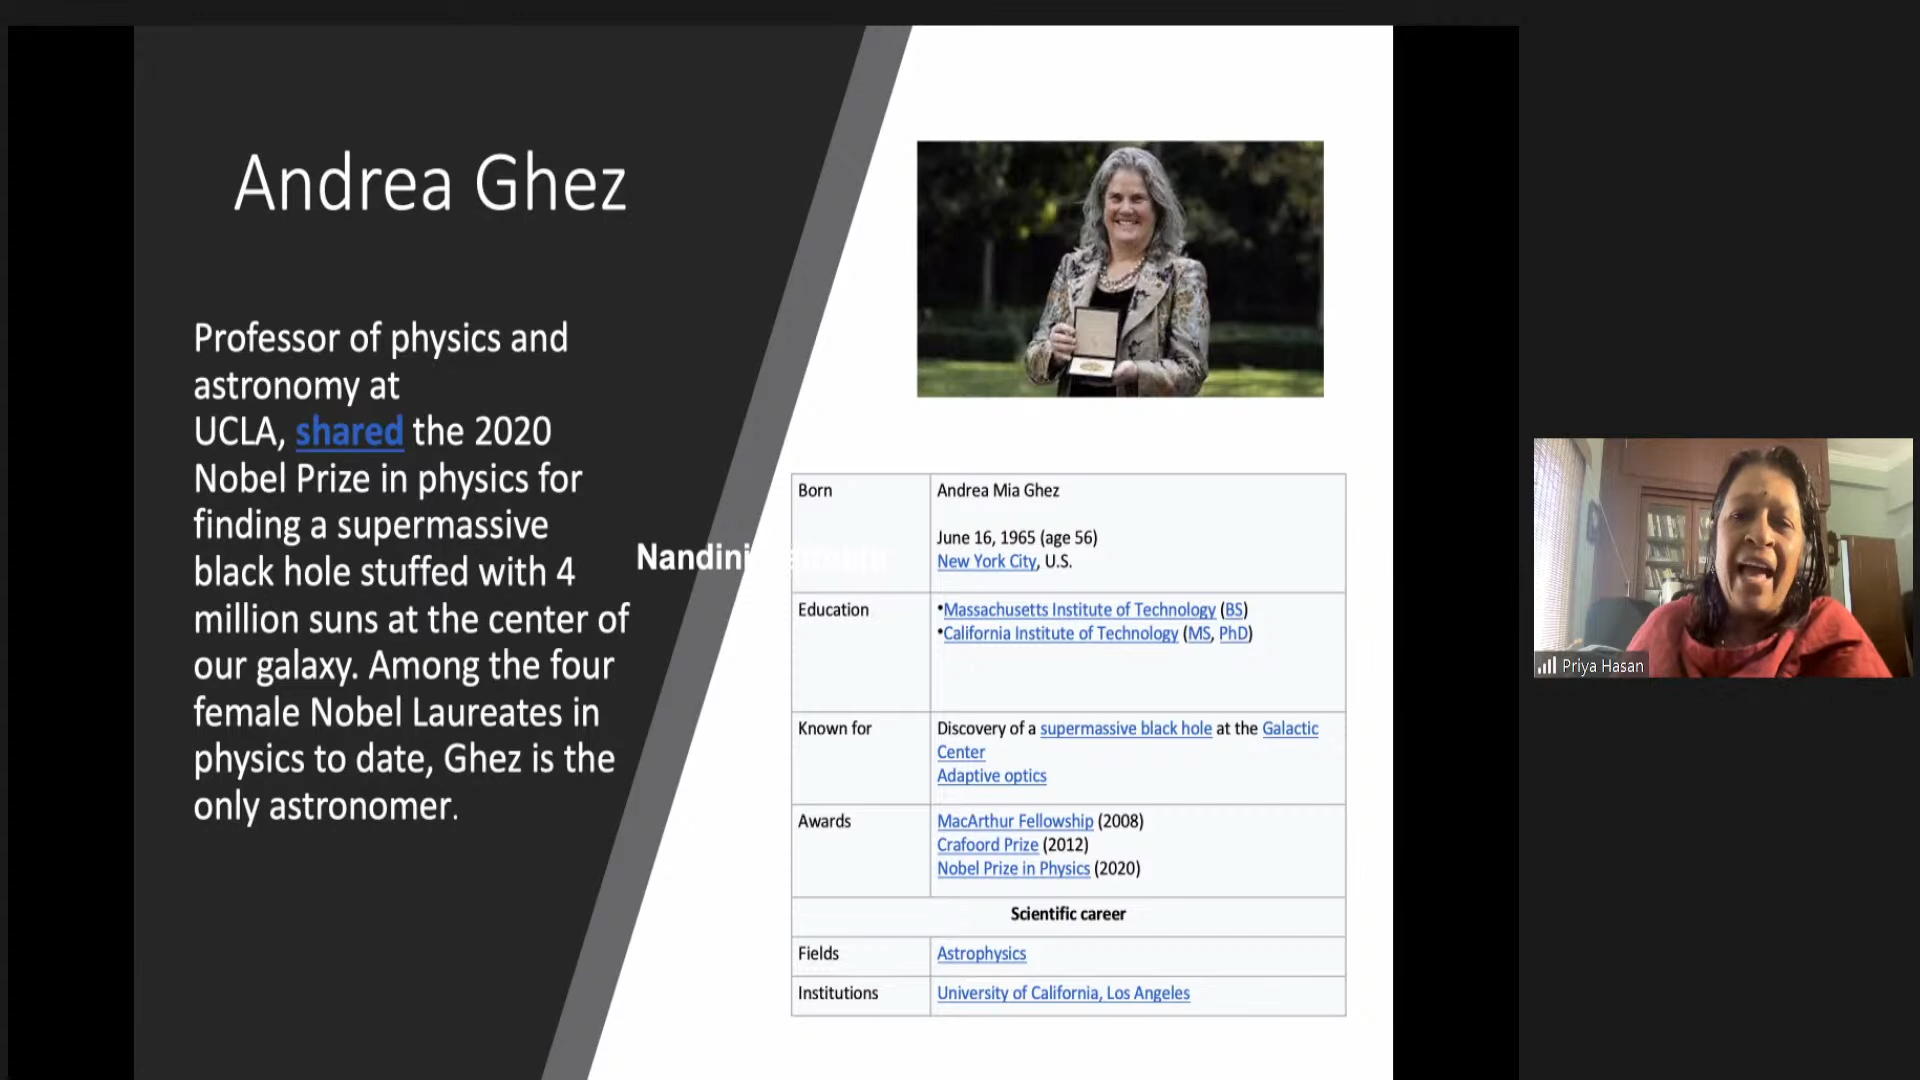 Andrea Ghez
Professor of physics and
astronomy at
UCLA, shared the 2020
Nobel Prize in physics for
finding a supermassive
black hole stuffed with 4
million suns at the center of
our galaxy. Among the four
female Nobel Laureates in
physics to date, Ghez is the
only astronomer.
Nandini
Born
Andrea Mia Ghez
June 16, 1965 (age 56)
New York City, U.S.
Education
•Massachusetts Institute of Technology (BS)
•California Institute of Technology (MS, PhD)
Known for
Discovery of a supermassive black hole at the Galactic
Center
Adaptive optics
Awards
MacArthur Fellowship (2008)
Crafoord Prize (2012)
Nobel Prize in Physics (2020)
Scientific career
Fields
Astrophysics
Institutions
University of California, Los Angeles
Priya Hasan